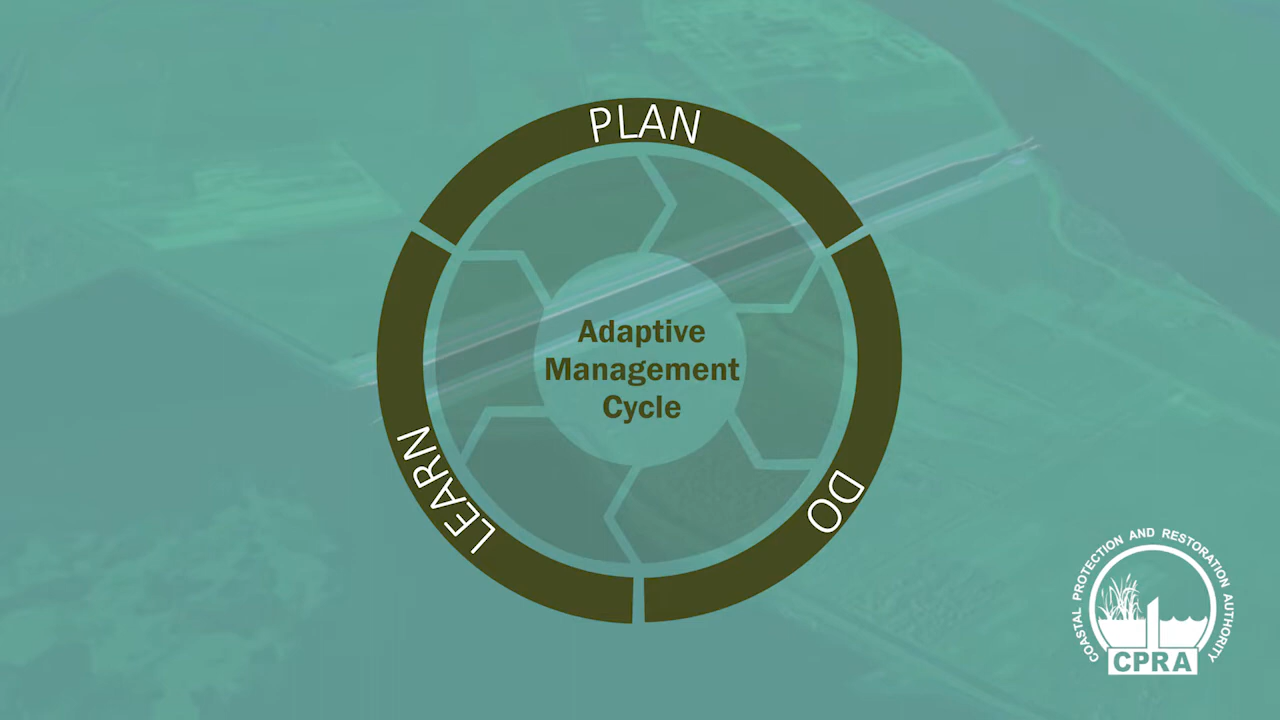 PLAN
Adaptive
Management
Cycle
LEARN
DO
COASTAL PROTECTION AND RESTORATION AUTHORITY
CPRA